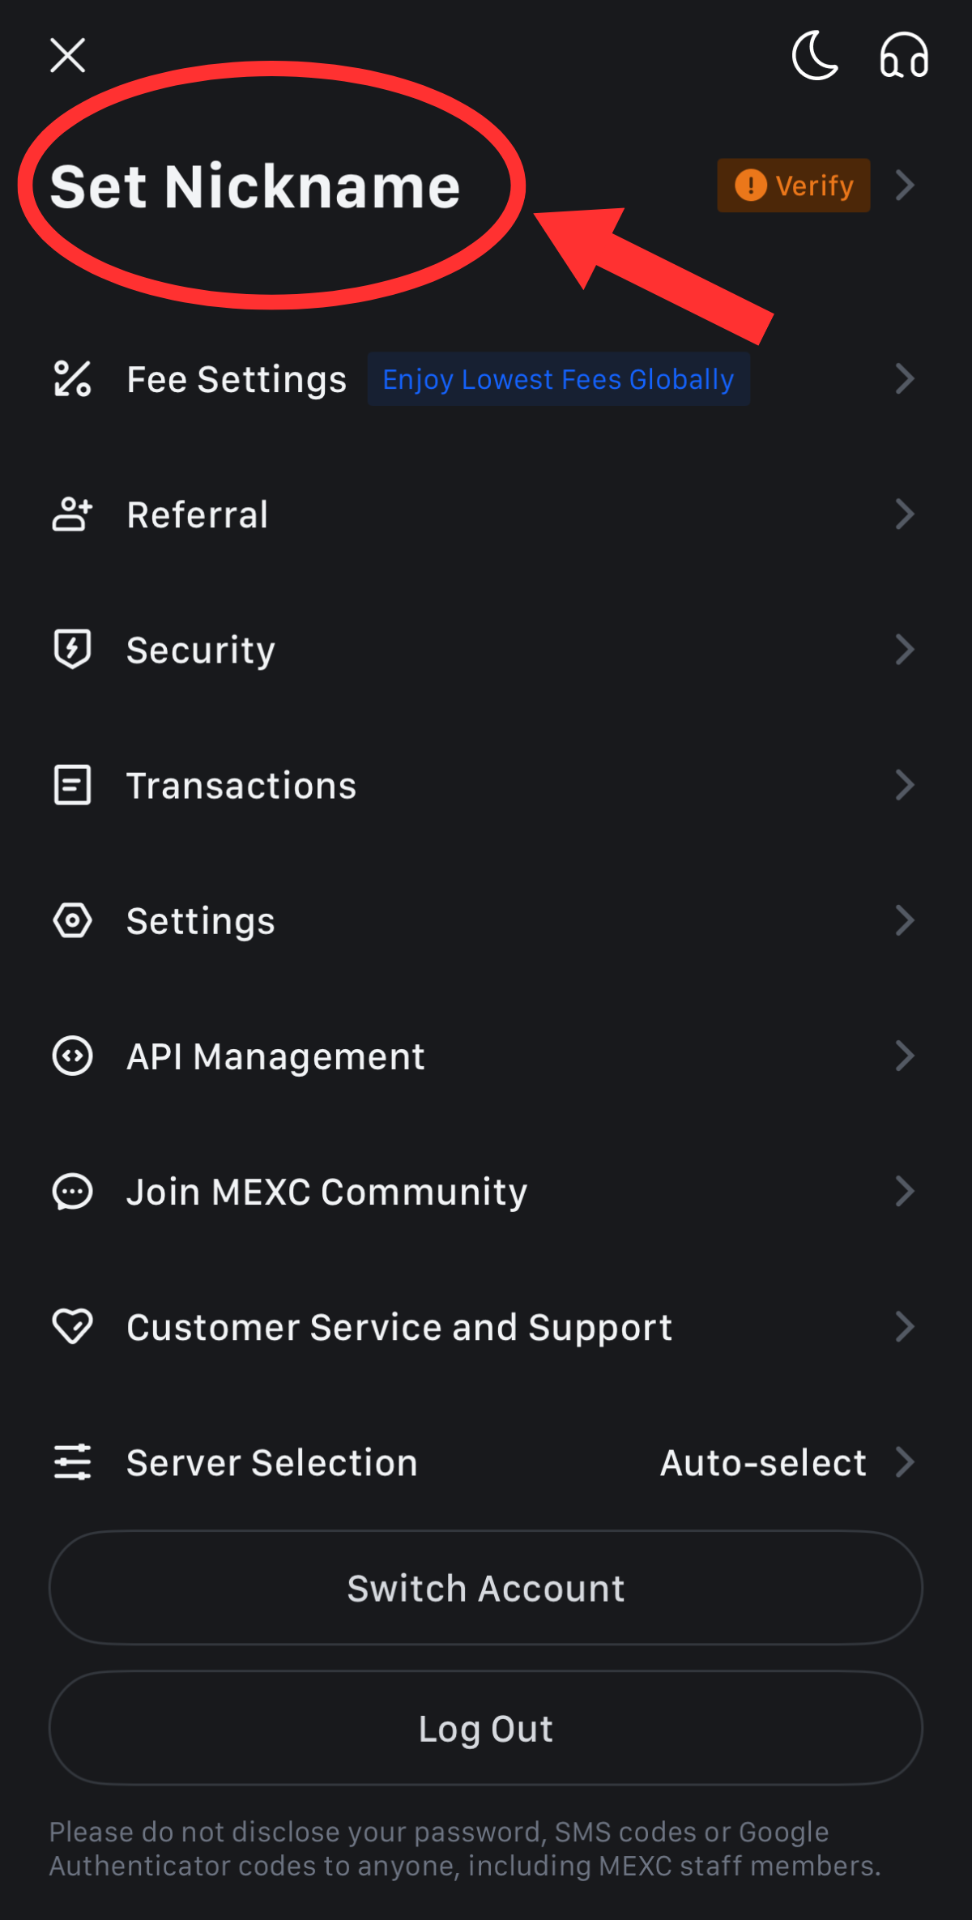 Set Nickname
Verify
Fee Settings Enjoy Lowest Fees Globally
Referral
Security
Transactions
Settings
API Management
Join MEXC Community
Customer Service and Support
Server Selection Auto-select
Switch Account
Log Out
Please do not disclose your password, SMS codes or Google
Authenticator codes to anyone, including MEXC staff members.